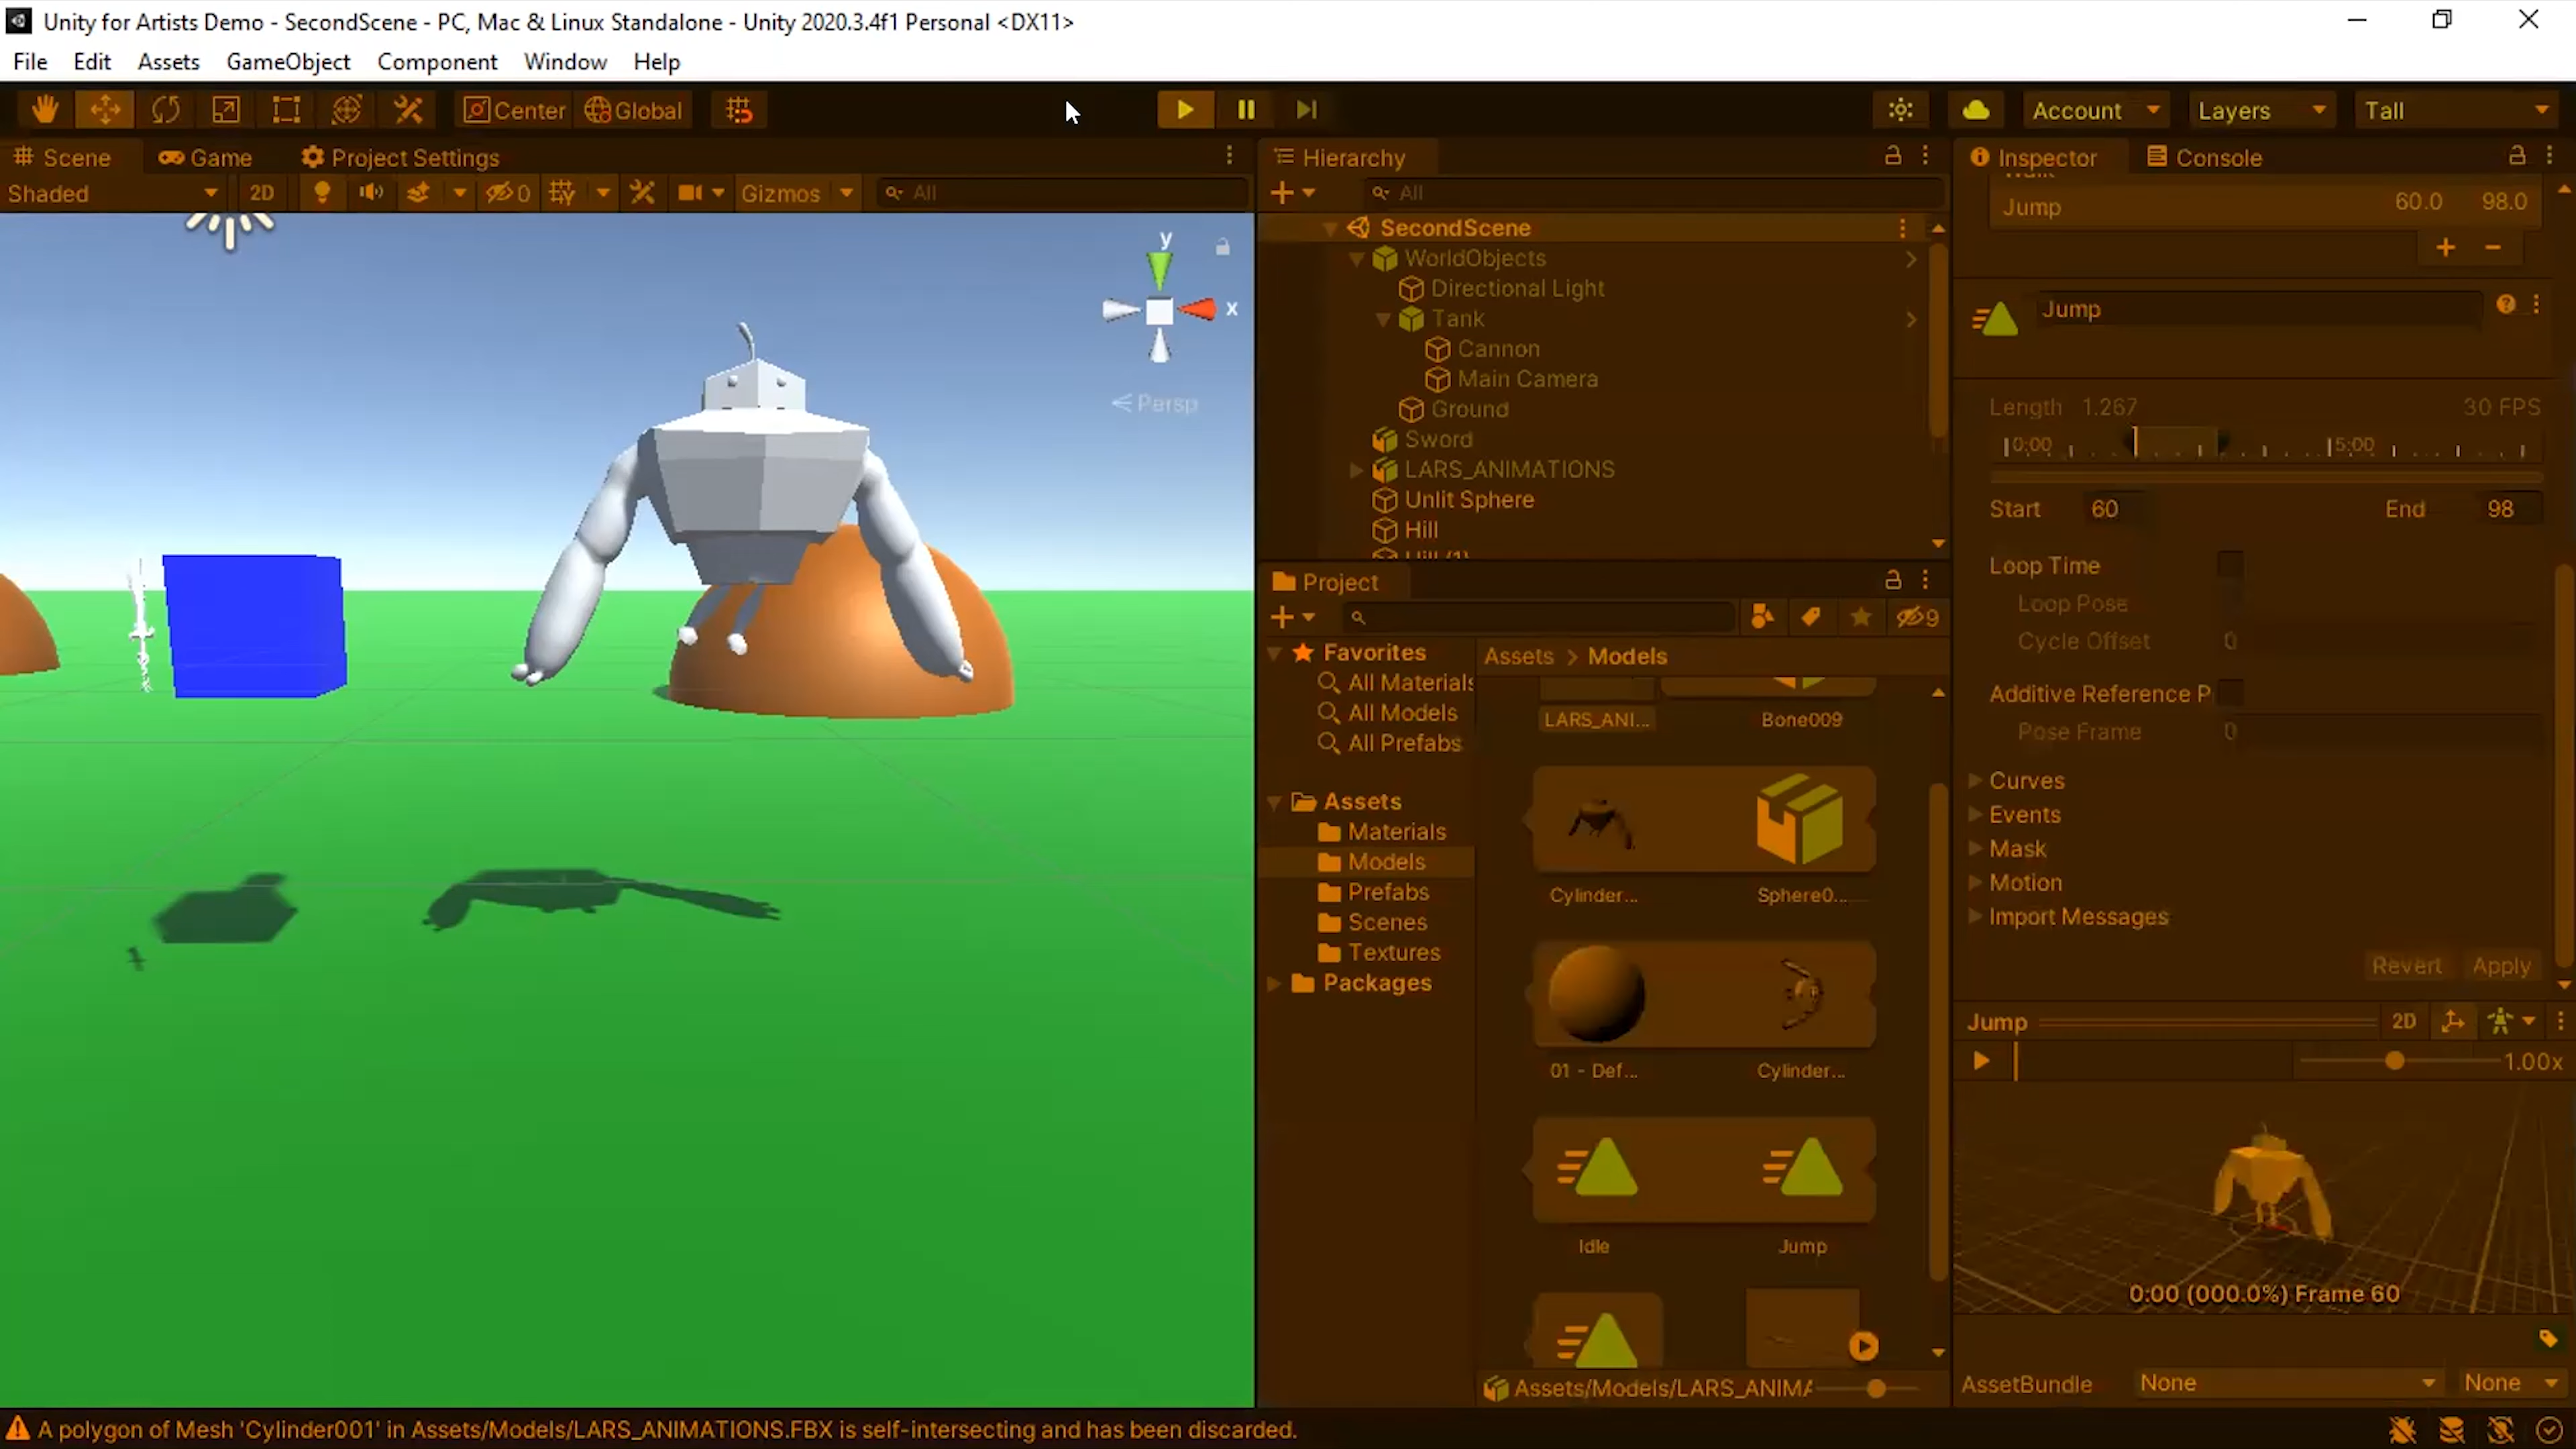 Unity for Artists Demo - SecondScene - PC, Mac & Linux Standalone - Unity 2020.3.4f1 Personal <DX11>
File Edit Assets GameObject Component Window Help
Center Global Account Layers Tall
Scene Game Project Settings
Shaded 2D 0 Gizmos All
y
x
Persp
Hierarchy
All
SecondScene
WorldObjects
Directional Light
Tank
Cannon
Main Camera
Ground
Sword
LARS_ANIMATIONS
Unlit Sphere
Hill
Hill (1)
Project
9
Favorites
All Materials
All Models
All Prefabs
Assets
Materials
Models
Prefabs
Scenes
Textures
Packages
Assets > Models
LARS_ANI... Bone009
Cylinder... Sphere0...
01 - Def... Cylinder...
Idle Jump
Assets/Models/LARS_ANIMA
Inspector Console
Walk
Jump 60.0 98.0
+ -
Jump
Length 1.267 30 FPS
0:00 5:00
Start 60 End 98
Loop Time
Loop Pose
Cycle Offset 0
Additive Reference P
Pose Frame 0
Curves
Events
Mask
Motion
Import Messages
Revert Apply
Jump 2D
1.00x
0:00 (000.0%) Frame 60
AssetBundle None None
A polygon of Mesh 'Cylinder001' in Assets/Models/LARS_ANIMATIONS.FBX is self-intersecting and has been discarded.